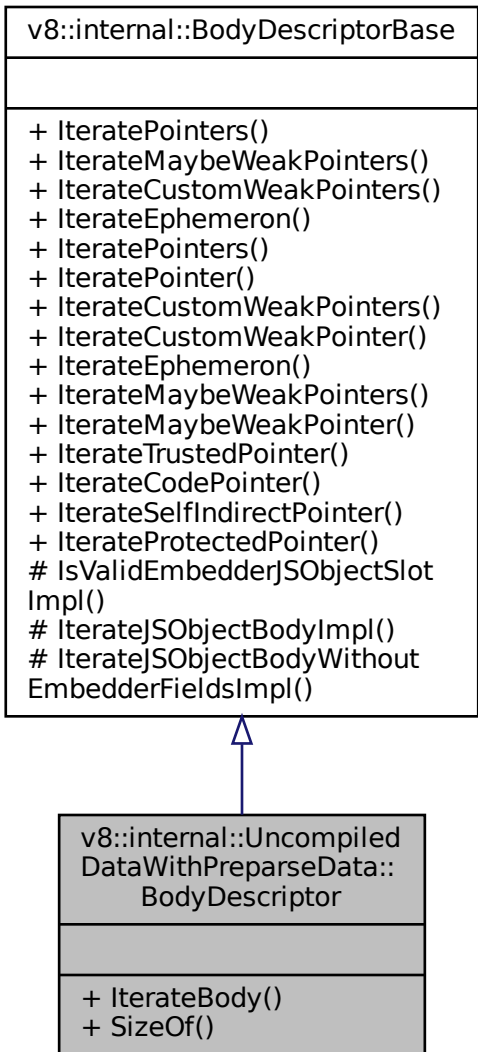 v8::internal::BodyDescriptorBase
+ IteratePointers()
+ IterateMaybeWeakPointers()
+ IterateCustomWeakPointers()
+ IterateEphemeron()
+ IteratePointers()
+ IteratePointer()
+ IterateCustomWeakPointers()
+ IterateCustomWeakPointer()
+ IterateEphemeron()
+ IterateMaybeWeakPointers()
+ IterateMaybeWeakPointer()
+ IterateTrustedPointer()
+ IterateCodePointer()
+ IterateSelfIndirectPointer()
+ IterateProtectedPointer()
# IsValidEmbedderJSObjectSlot
Impl()
# IterateJSObjectBodyImpl()
# IterateJSObjectBodyWithout
EmbedderFieldsImpl()
v8::internal::Uncompiled
DataWithPreparseData::
BodyDescriptor
+ IterateBody()
+ SizeOf()